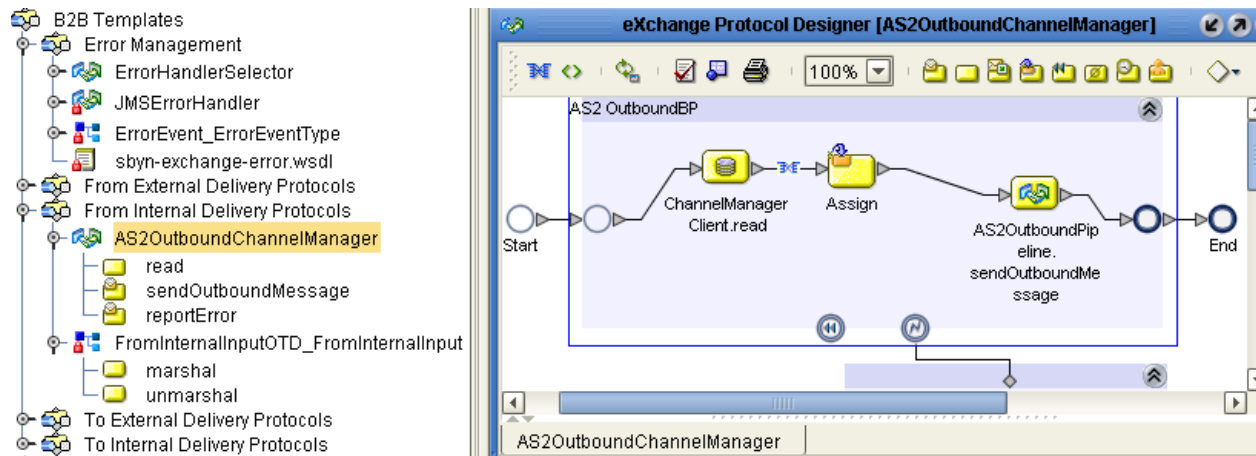 B2B Templates
Error Management
ErrorHandlerSelector
JMSErrorHandler
ErrorEvent_ErrorEventType
sbyn-exchange-error.wsdl
From External Delivery Protocols
From Internal Delivery Protocols
AS2OutboundChannelManager
read
sendOutboundMessage
reportError
FromInternalInputOTD_FromInternalInput
marshal
unmarshal
To External Delivery Protocols
To Internal Delivery Protocols
eXchange Protocol Designer [AS2OutboundChannelManager]
100%
AS2 OutboundBP
Start
ChannelManager
Client.read
Assign
AS2OutboundPip
eline.
sendOutboundMe
ssage
End
AS2OutboundChannelManager